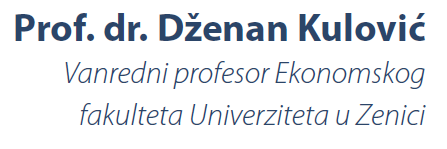 Prof. dr. Dženan Kulović
Vanredni profesor Ekonomskog
fakulteta Univerziteta u Zenici